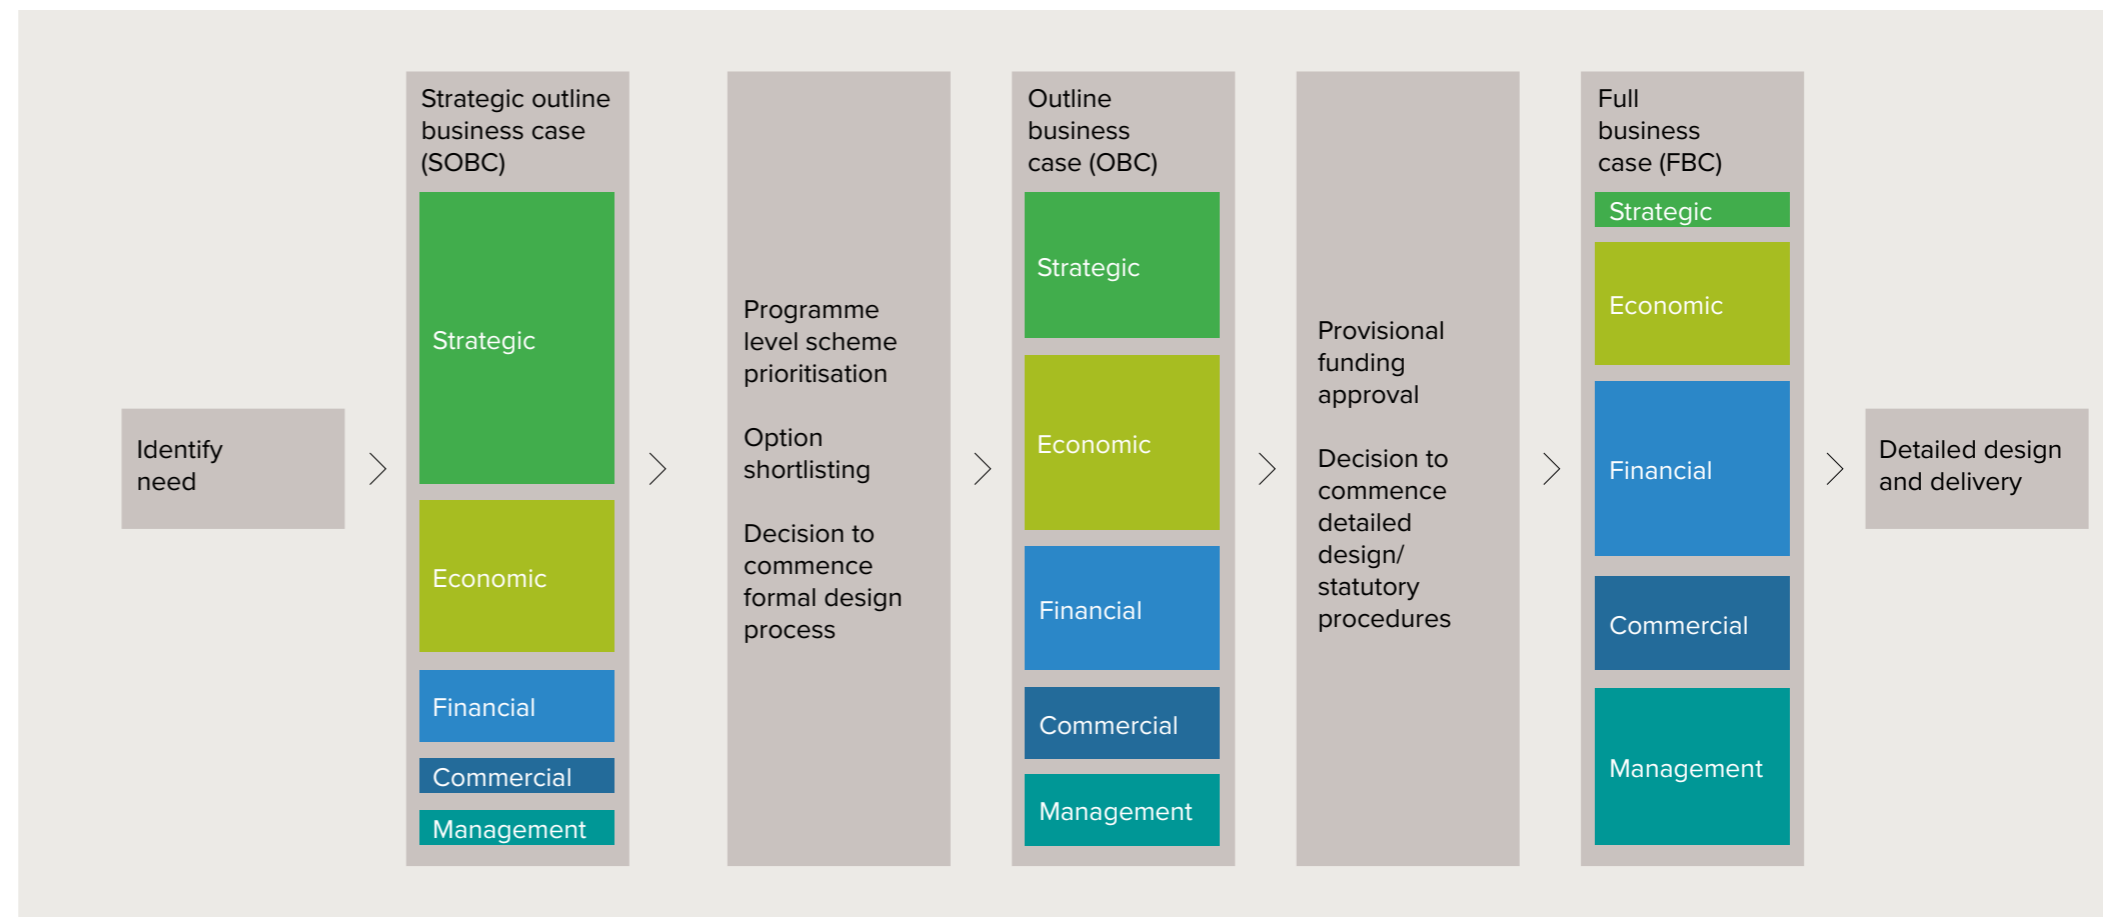 Identify
need
Strategic outline
business case
(SOBC)
Strategic
Economic
Financial
Commercial
Management
Programme
level scheme
prioritisation
Option
shortlisting
Decision to
commence
formal design
process
Outline
business
case (OBC)
Strategic
Economic
Financial
Commercial
Management
Provisional
funding
approval
Decision to
commence
detailed
design/
statutory
procedures
Full
business
case (FBC)
Strategic
Economic
Financial
Commercial
Management
Detailed design
and delivery